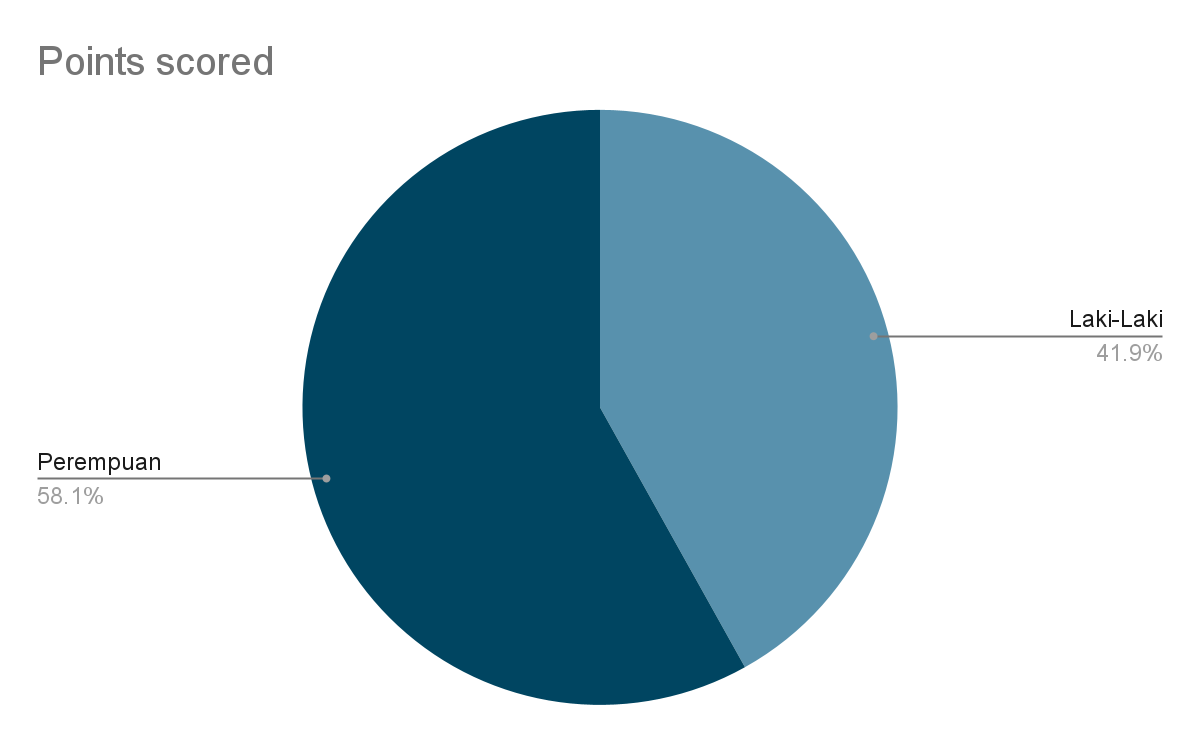 Points scored
Laki-Laki
41.9%
Perempuan
58.1%